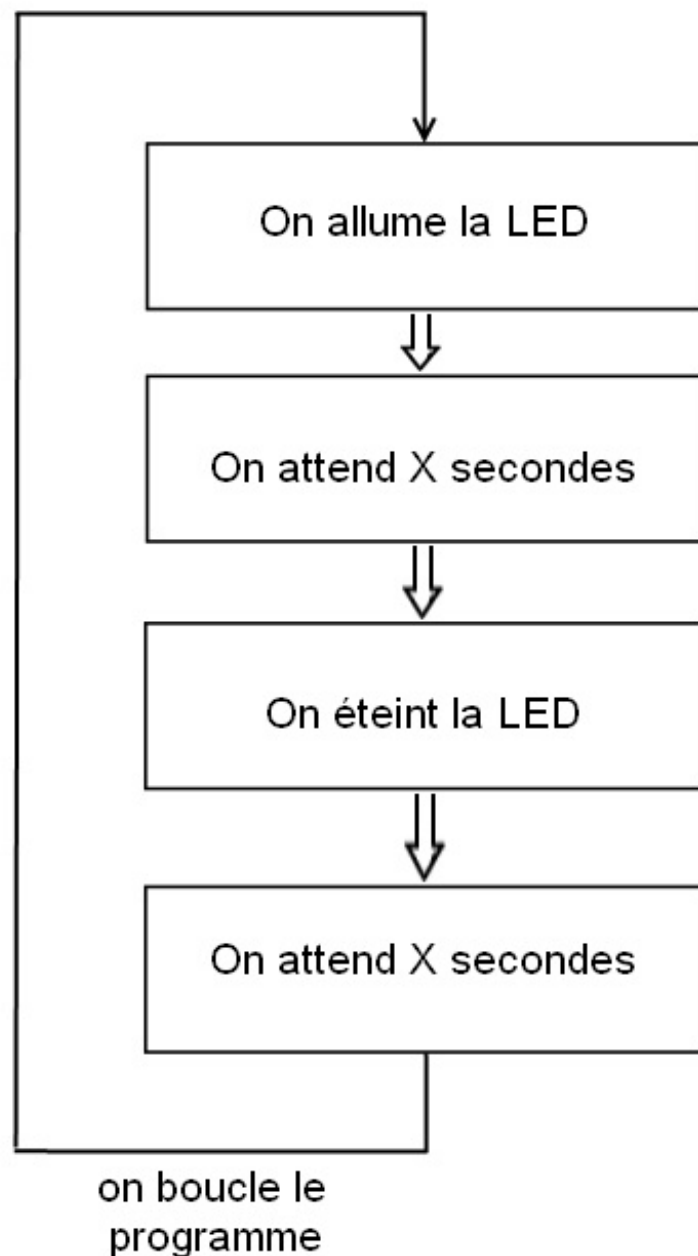 On allume la LED
On attend X secondes
On éteint la LED
On attend X secondes
on boucle le
programme